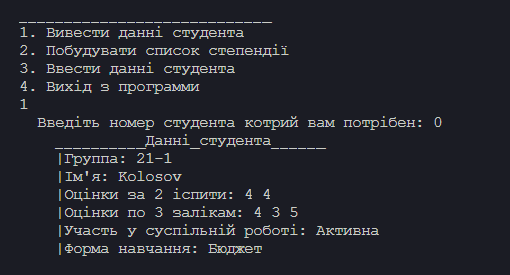 ____________________________
1. Вивести данні студента
2. Побудувати список степендії
3. Ввести данні студента
4. Вихід з программи
1
Введіть номер студента котрий вам потрібен: 0
__________Данні_студента______
|Группа: 21-1
|Ім'я: Kolosov
|Оцінки за 2 іспити: 4 4
|Оцінки по 3 залікам: 4 3 5
|Участь у суспільній роботі: Активна
|Форма навчання: Бюджет